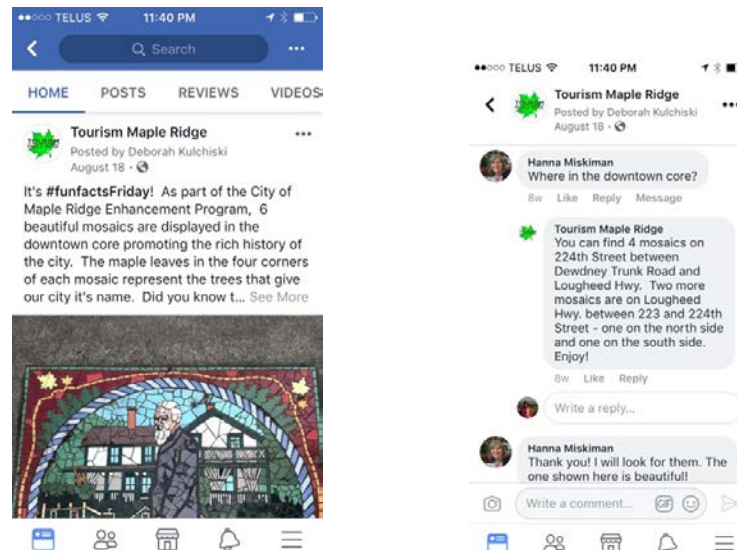 TELUS 11:40 PM
Search
HOME POSTS REVIEWS VIDEOS
Tourism Maple Ridge
Posted by Deborah Kulchiski
August 18
It's #funfactsFriday! As part of the City of
Maple Ridge Enhancement Program, 6
beautiful mosaics are displayed in the
downtown core promoting the rich history of
the city. The maple leaves in the four corners
of each mosaic represent the trees that give
our city it's name. Did you know t... See More
TELUS 11:40 PM
Tourism Maple Ridge
Posted by Deborah Kulchiski
August 18
Hanna Miskiman
Where in the downtown core?
8w Like Reply Message
Tourism Maple Ridge
You can find 4 mosaics on
224th Street between
Dewdney Trunk Road and
Lougheed Hwy. Two more
mosaics are on Lougheed
Hwy. between 223 and 224th
Street - one on the north side
and one on the south side.
Enjoy!
8w Like Reply
Write a reply...
Hanna Miskiman
Thank you! I will look for them. The
one shown here is beautiful!
Write a comment... GIF